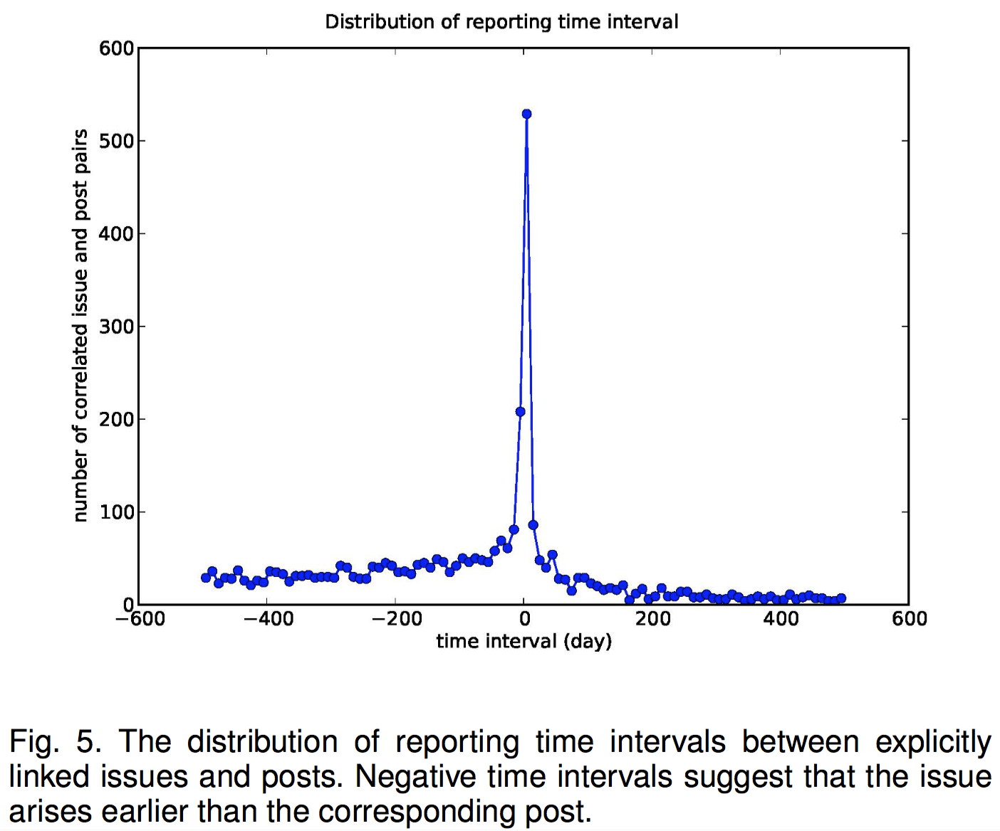 Distribution of reporting time interval
600
500
400
300
200
100
0
number of correlated issue and post pairs
−600
−400
−200
0
200
400
600
time interval (day)
Fig. 5. The distribution of reporting time intervals between explicitly
linked issues and posts. Negative time intervals suggest that the issue
arises earlier than the corresponding post.